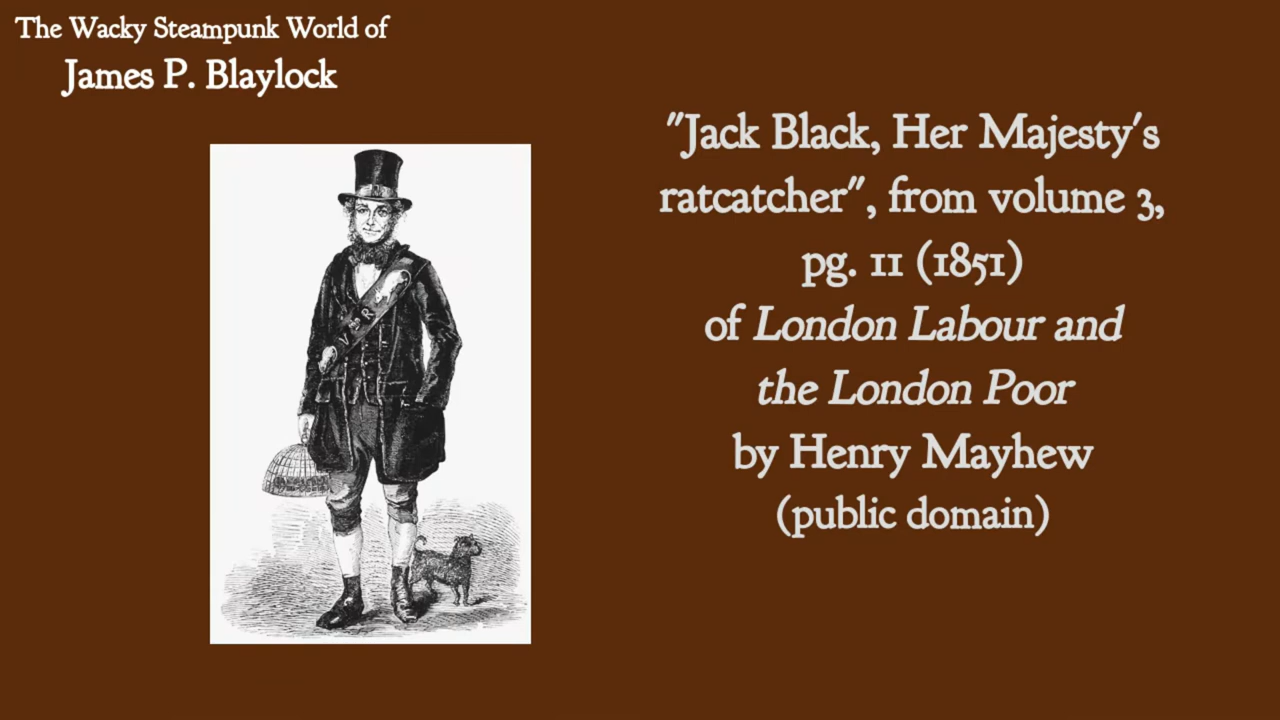 The Wacky Steampunk World of
James P. Blaylock
"Jack Black, Her Majesty's
ratcatcher", from volume 3,
pg. 11 (1851)
of London Labour and
the London Poor
by Henry Mayhew
(public domain)
V R